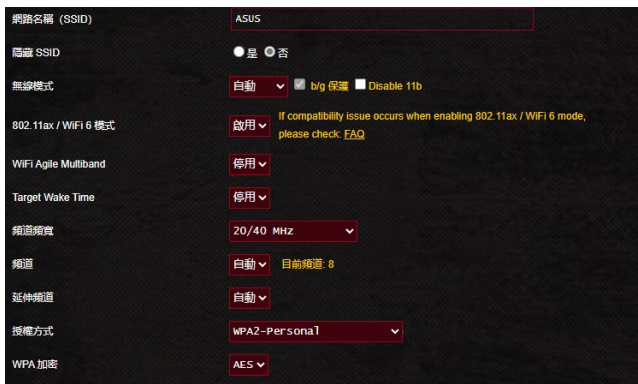 網路名稱 (SSID) ASUS
隱藏 SSID 是 否
無線模式 自動 b/g 保護 Disable 11b
802.11ax / WiFi 6 模式 啟用 If compatibility issue occurs when enabling 802.11ax / WiFi 6 mode,
please check: FAQ
WiFi Agile Multiband 停用
Target Wake Time 停用
頻道頻寬 20/40 MHz
頻道 自動 目前頻道: 8
延伸頻道 自動
授權方式 WPA2-Personal
WPA 加密 AES